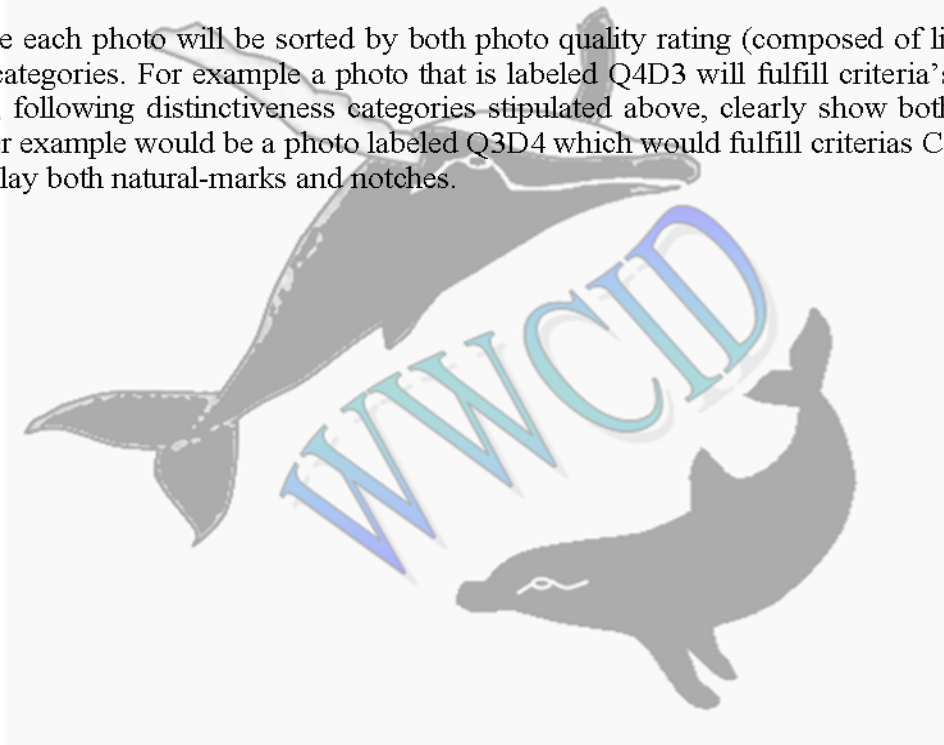 e each photo will be sorted by both photo quality rating (composed of li
categories. For example a photo that is labeled Q4D3 will fulfill criteria's
following distinctiveness categories stipulated above, clearly show both
r example would be a photo labeled Q3D4 which would fulfill criterias C
lay both natural-marks and notches.
WWCID